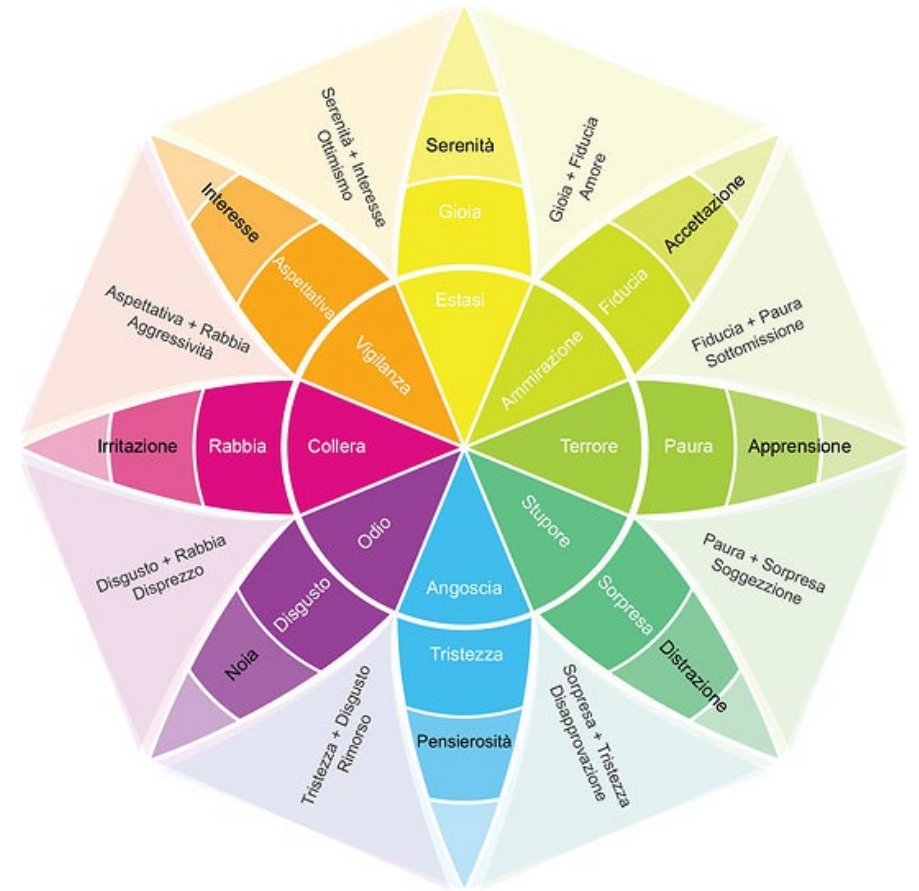 Serenità + Interesse
Ottimismo
Serenità
Gioia
Estasi
Gioia + Fiducia
Amore
Accettazione
Fiducia
Ammirazione
Fiducia + Paura
Sottomissione
Terrore
Paura
Apprensione
Paura + Sorpresa
Soggezzione
Stupore
Sorpresa
Distrazione
Sorpresa + Tristezza
Disapprovazione
Angoscia
Tristezza
Pensierosità
Tristezza + Disgusto
Rimorso
Odio
Disgusto
Noia
Disgusto + Rabbia
Disprezzo
Irritazione
Rabbia
Collera
Aspettativa + Rabbia
Aggressività
Interesse
Aspettativa
Vigilanza